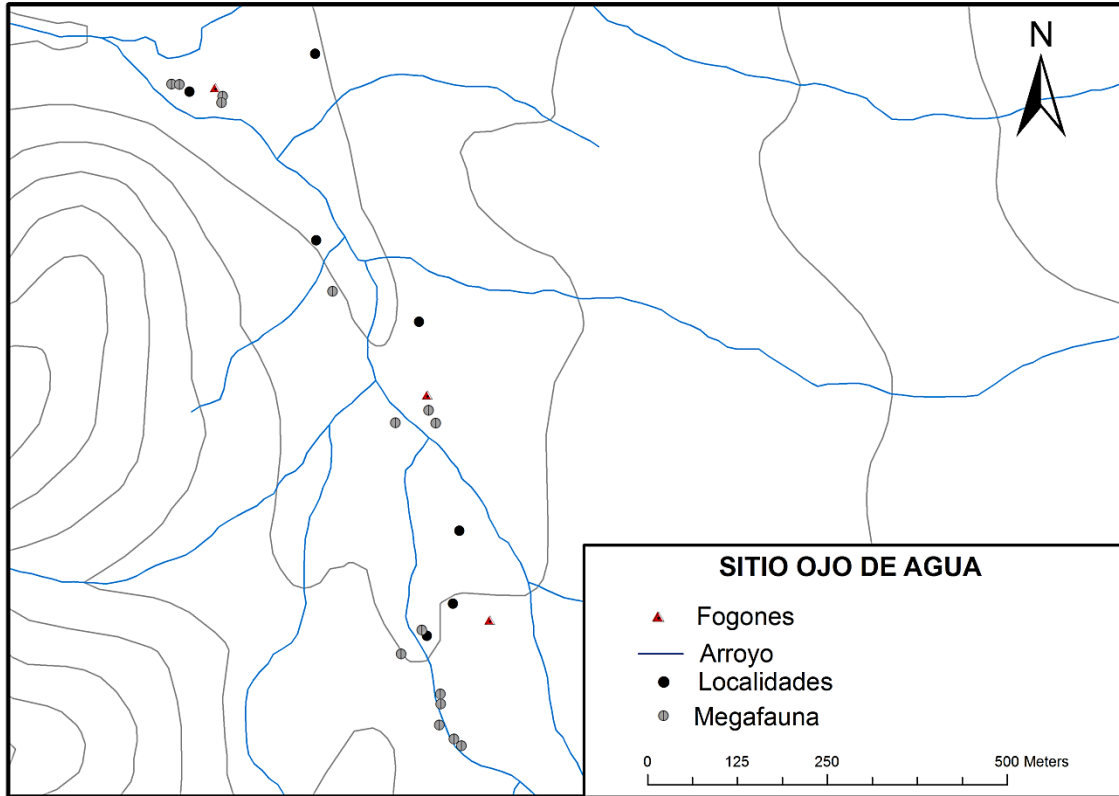 N
SITIO OJO DE AGUA
Fogones
Arroyo
Localidades
Megafauna
0 125 250 500 Meters